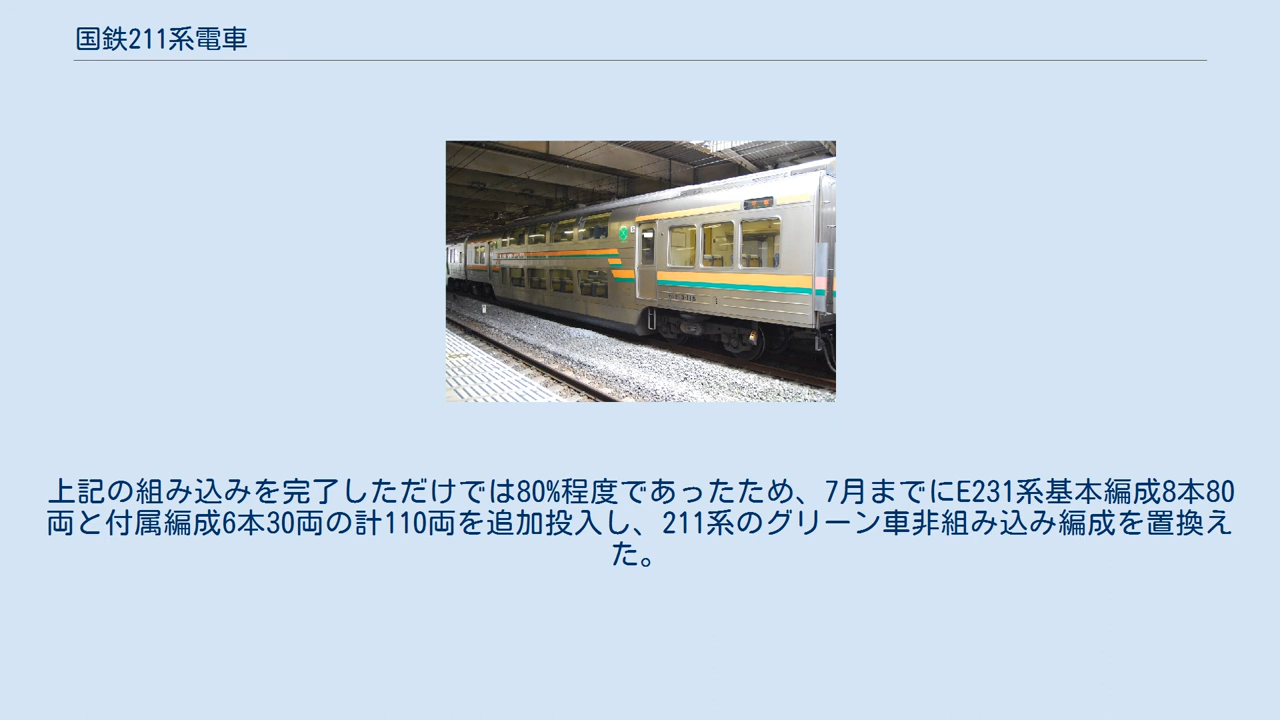 国鉄211系電車
上記の組み込みを完了しただけでは80%程度であったため、7月までにE231系基本編成8本80
両と付属編成6本30両の計110両を追加投入し、211系のグリーン車非組み込み編成を置換え
た。